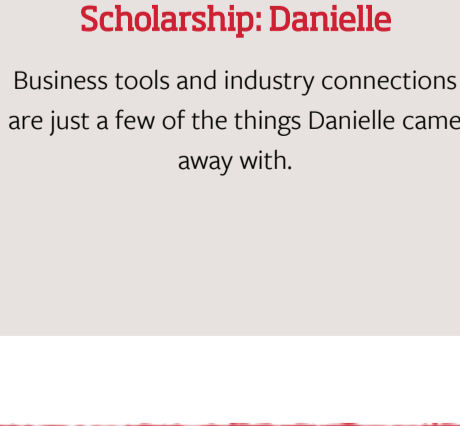 Scholarship: Danielle
Business tools and industry connections
are just a few of the things Danielle came
away with.